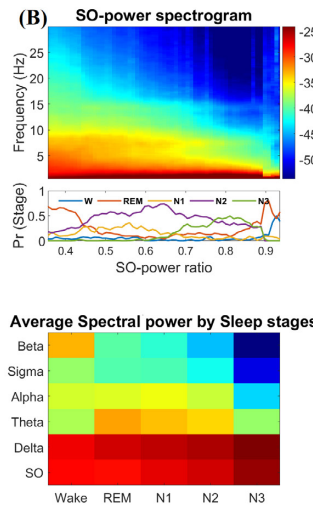 (B) SO-power spectrogram
Frequency (Hz)
25
20
15
10
5
-25
-30
-35
-40
-45
-50
Pr (Stage)
1
0.5
0
W REM N1 N2 N3
0.4 0.5 0.6 0.7 0.8 0.9
SO-power ratio
Average Spectral power by Sleep stages
Beta
Sigma
Alpha
Theta
Delta
SO
Wake REM N1 N2 N3